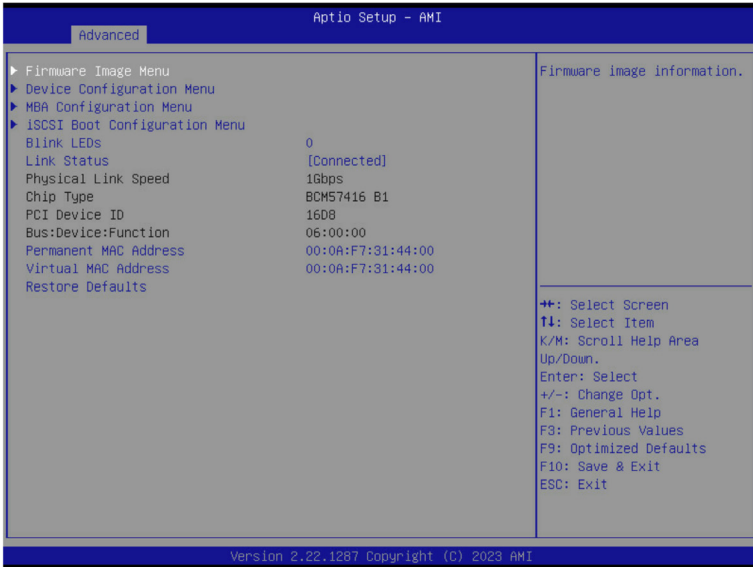 Aptio Setup – AMI
Advanced
▶ Firmware Image Menu
▶ Device Configuration Menu
▶ MBA Configuration Menu
▶ iSCSI Boot Configuration Menu
Blink LEDs 0
Link Status [Connected]
Physical Link Speed 1Gbps
Chip Type BCM57416 B1
PCI Device ID 16D8
Bus:Device:Function 06:00:00
Permanent MAC Address 00:0A:F7:31:44:00
Virtual MAC Address 00:0A:F7:31:44:00
Restore Defaults
Firmware image information.
→←: Select Screen
↑↓: Select Item
K/M: Scroll Help Area
Up/Down.
Enter: Select
+/-: Change Opt.
F1: General Help
F3: Previous Values
F9: Optimized Defaults
F10: Save & Exit
ESC: Exit
Version 2.22.1287 Copyright (C) 2023 AMI